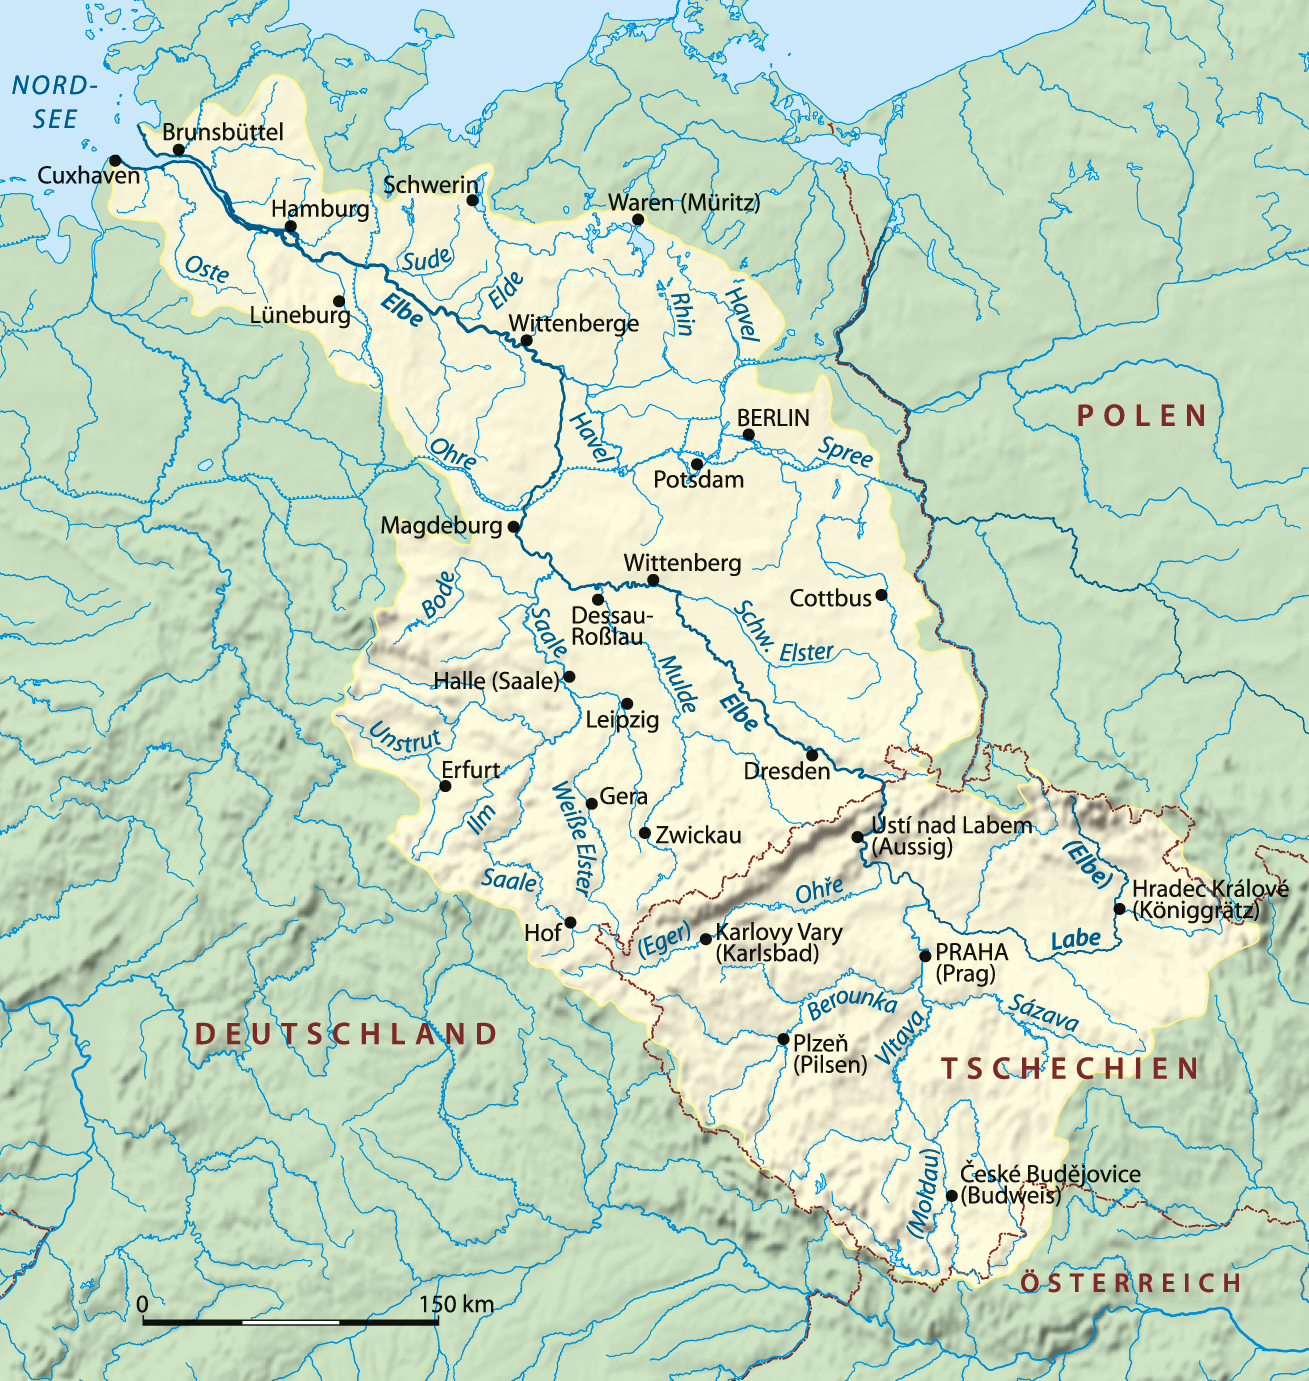 NORD-
SEE
Brunsbüttel
Cuxhaven
Schwerin
Waren (Müritz)
Hamburg
Oste
Sude
Elde
Lüneburg
Elbe
Wittenberge
Rhin
Havel
POLEN
BERLIN
Havel
Ohre
Spree
Potsdam
Magdeburg
Wittenberg
Bode
Cottbus
Dessau-
Roßlau
Saale
Schw. Elster
Halle (Saale)
Mulde
Leipzig
Elbe
Unstrut
Erfurt
Dresden
Ilm
Weiße Elster
Gera
Zwickau
Ústí nad Labem
(Aussig)
(Elbe)
Saale
Ohře
Hradec Králové
(Königgrätz)
Hof
(Eger)
Karlovy Vary
(Karlsbad)
Labe
PRAHA
(Prag)
Berounka
Sázava
DEUTSCHLAND
Vltava
Plzeň
(Pilsen)
TSCHECHIEN
(Moldau)
České Budějovice
(Budweis)
ÖSTERREICH
0
150 km